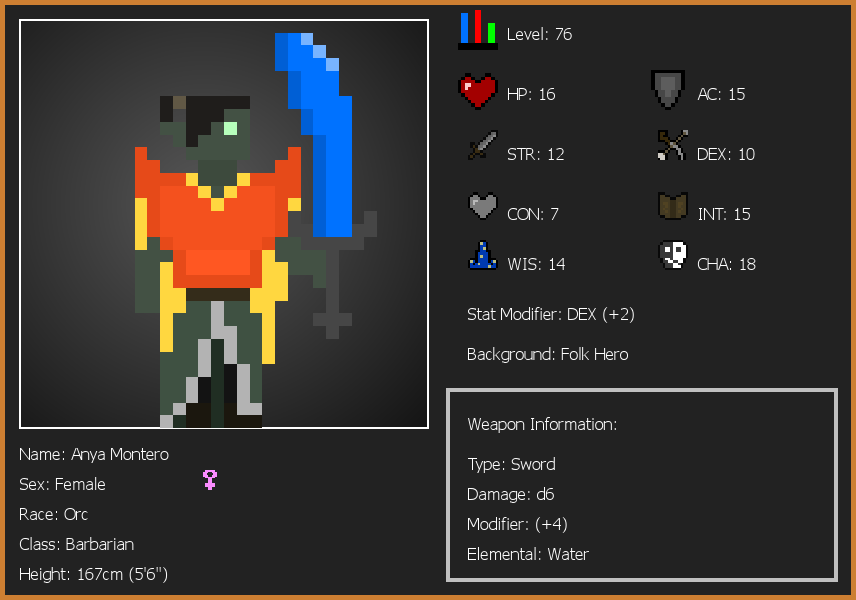 Level: 76
HP: 16
AC: 15
STR: 12
DEX: 10
CON: 7
INT: 15
WIS: 14
CHA: 18
Stat Modifier: DEX (+2)
Background: Folk Hero
Weapon Information:
Type: Sword
Damage: d6
Modifier: (+4)
Elemental: Water
Name: Anya Montero
Sex: Female
Race: Orc
Class: Barbarian
Height: 167cm (5'6")